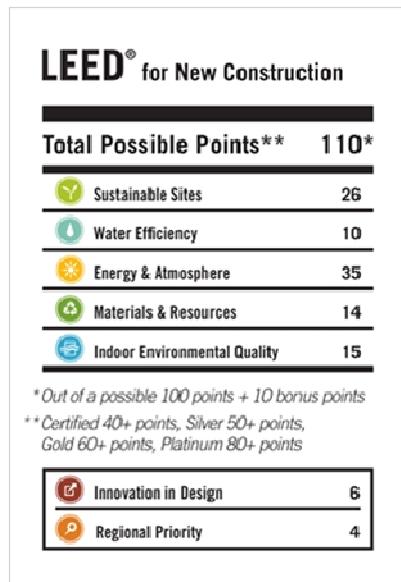 LEED® for New Construction
Total Possible Points** 110*
Sustainable Sites 26
Water Efficiency 10
Energy & Atmosphere 35
Materials & Resources 14
Indoor Environmental Quality 15
*Out of a possible 100 points + 10 bonus points
**Certified 40+ points, Silver 50+ points,
Gold 60+ points, Platinum 80+ points
Innovation in Design 6
Regional Priority 4